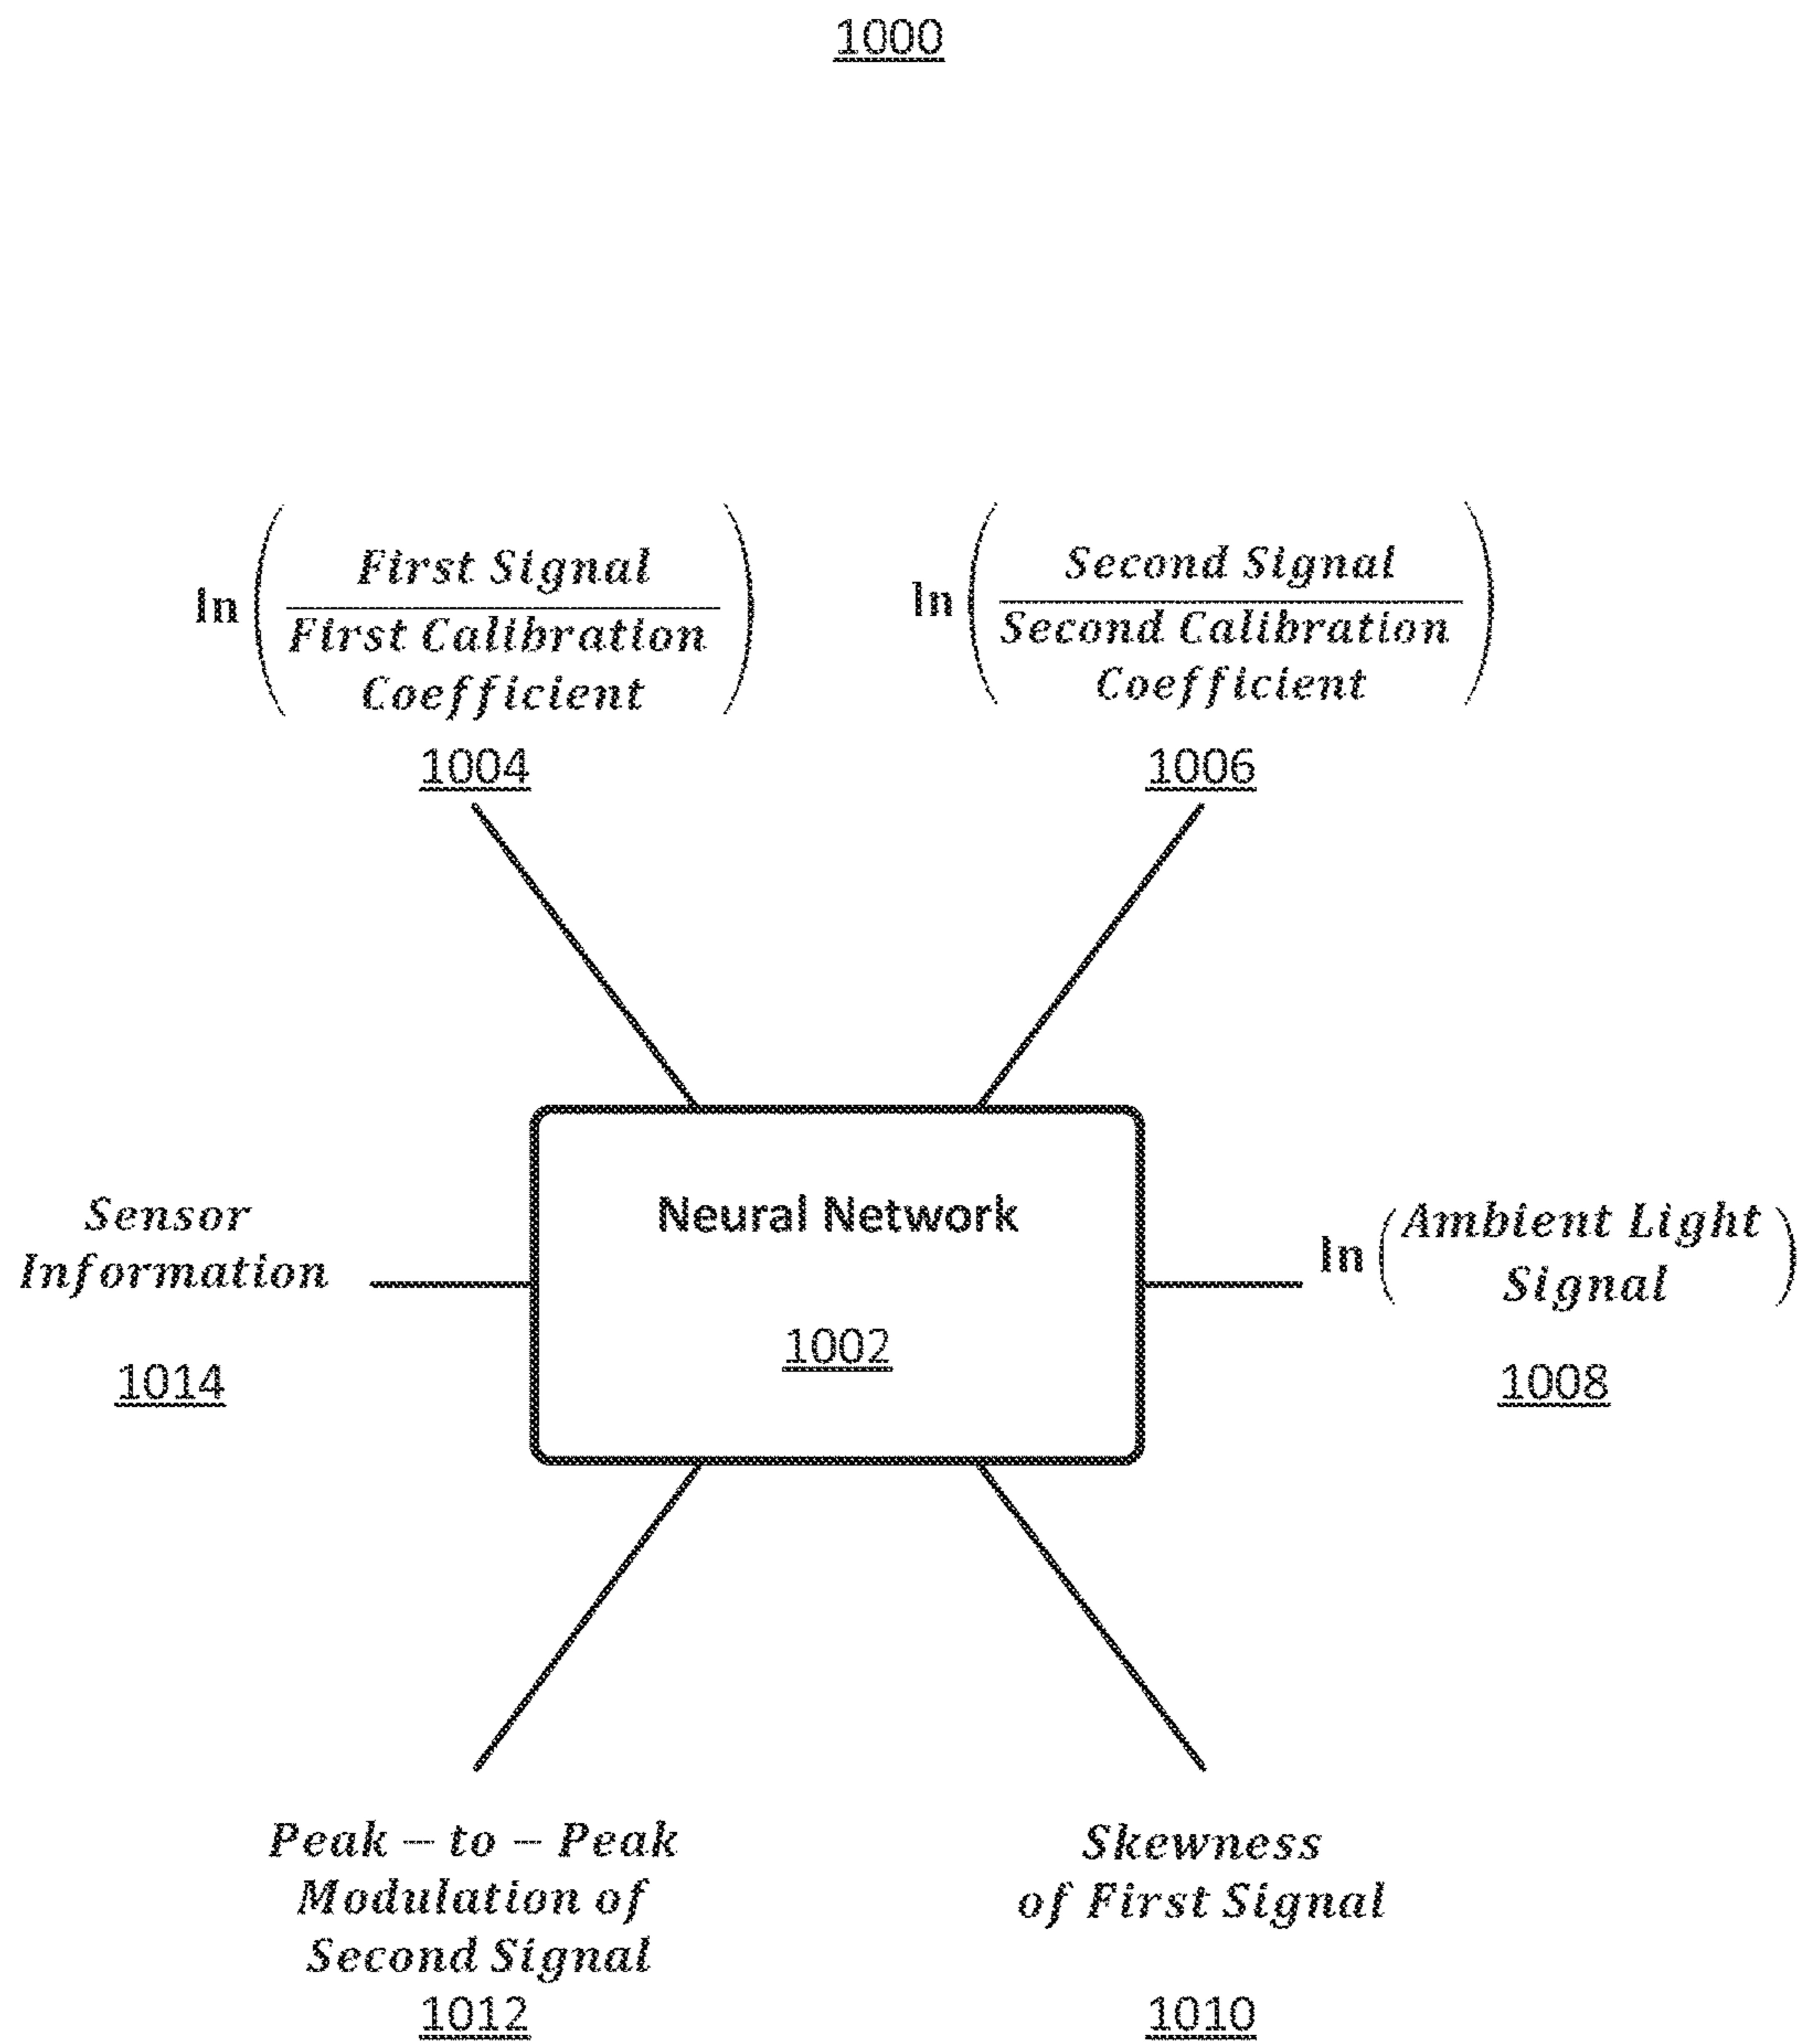 1000
ln ( First Signal / First Calibration
Coefficient )
1004
ln ( Second Signal / Second Calibration
Coefficient )
1006
Neural Network
1002
Sensor
Information
1014
ln ( Ambient Light
Signal )
1008
Peak – to – Peak
Modulation of
Second Signal
1012
Skewness
of First Signal
1010